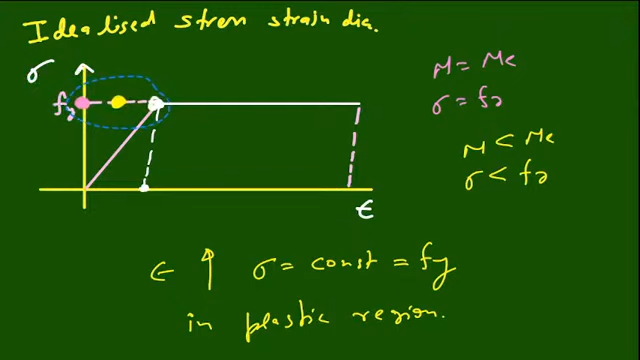 Idealised stress strain dia.
σ
M = Me
fy
σ = fy
M < Me
σ < fy
ϵ
ϵ ↑ σ = const = fy
in plastic region.